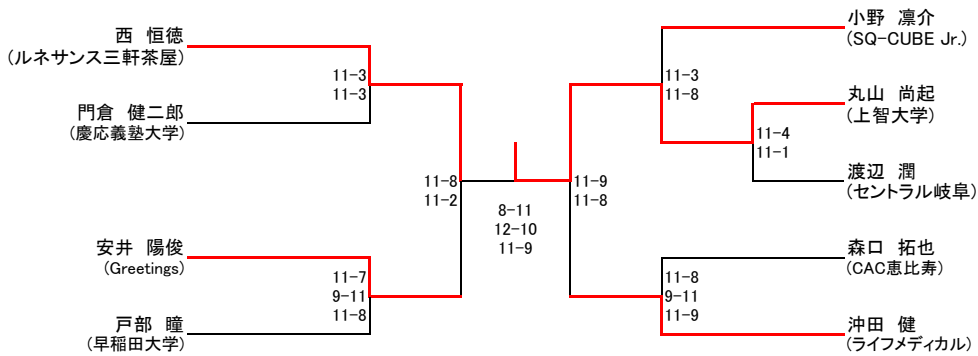 西 恒徳
(ルネサンス三軒茶屋)
11-3
11-3
門倉 健二郎
(慶応義塾大学)
11-8
11-2
安井 陽俊
(Greetings)
11-7
9-11
11-8
戸部 瞳
(早稲田大学)
8-11
12-10
11-9
小野 凛介
(SQ-CUBE Jr.)
11-3
11-8
丸山 尚起
(上智大学)
11-4
11-1
渡辺 潤
(セントラル岐阜)
11-9
11-8
森口 拓也
(CAC恵比寿)
11-8
9-11
11-9
沖田 健
(ライフメディカル)